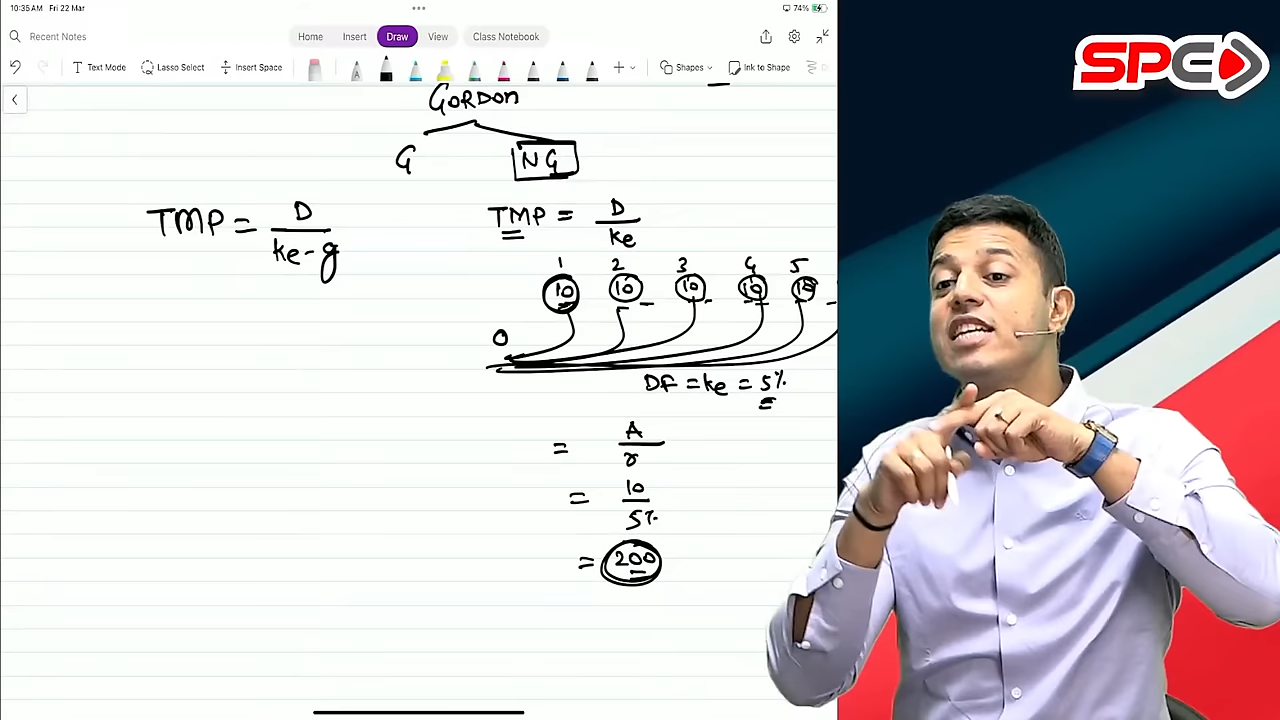 10:35 AM Fri 22 Mar
74%
Recent Notes
Home Insert Draw View Class Notebook
Text Mode Lasso Select Insert Space Shapes Ink to Shape
SPC
GORDON
G NG
TMP = D / ke - g
TMP = D / ke
1 2 3 4 5
10 10 10 10 10
0
DF = ke = 5%
= A / r
= 10 / 5%
= 200